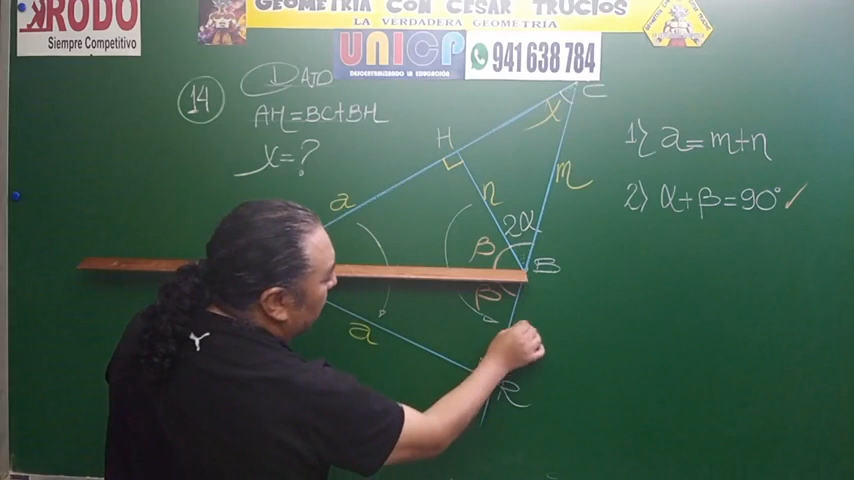 RODO
Siempre Competitivo
GEOMETRIA CON CESAR TRUCIOS
LA VERDADERA GEOMETRIA
UNICP
DESCENTRALIZANDO LA EDUCACIÓN
941 638 784
14
DATO
AH=BC+BH
x=?
C
x
H
a
n
m
2α
β
B
β
a
R
1) a=m+n
2) α+β=90° ✓